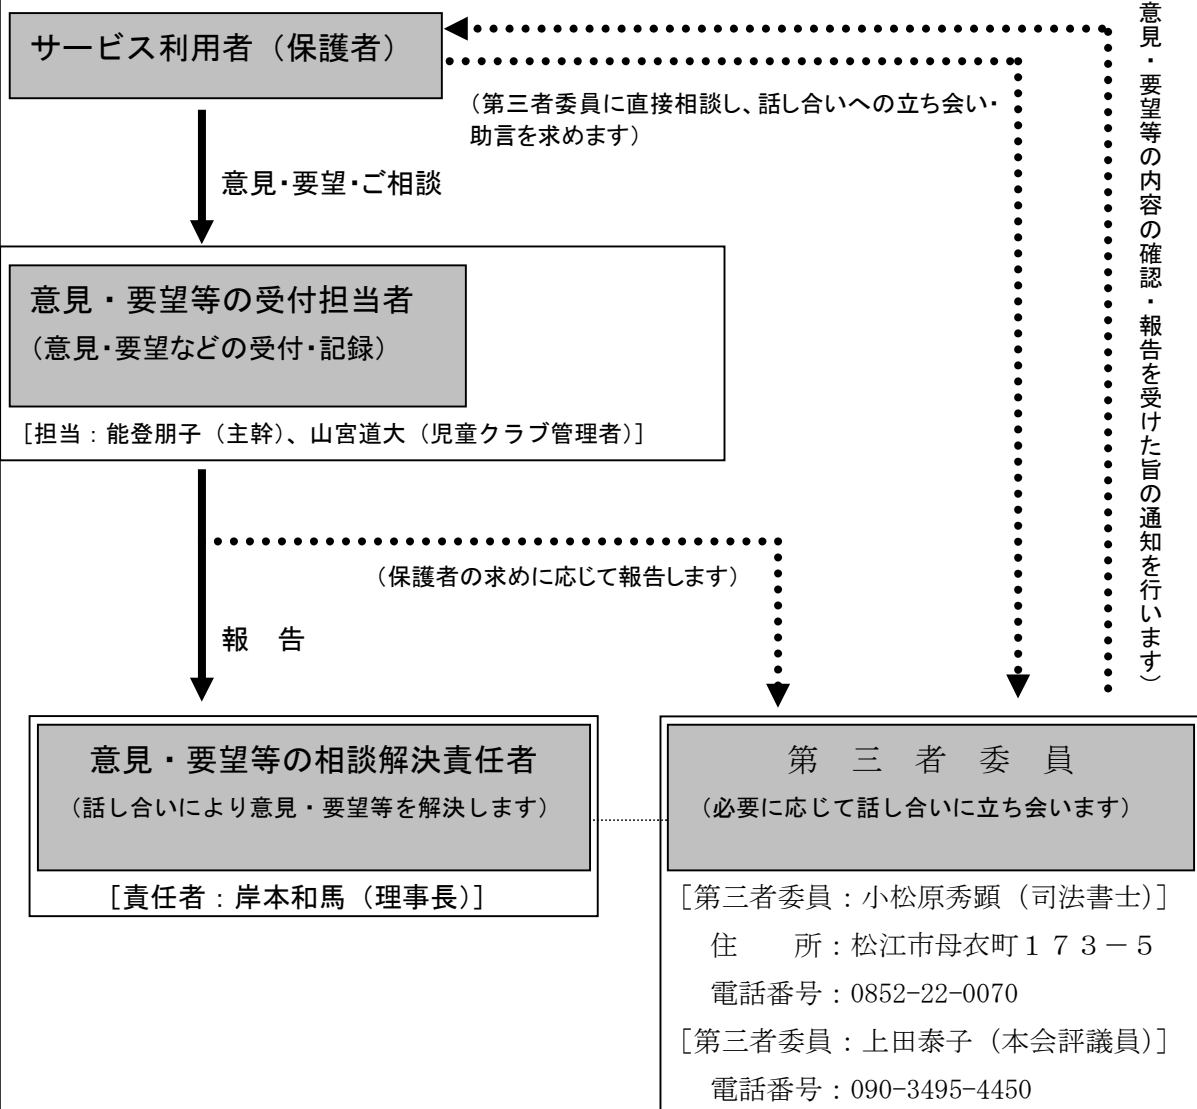 サービス利用者（保護者）
（第三者委員に直接相談し、話し合いへの立ち会い・
助言を求めます）
意見・要望・ご相談
意見・要望等の内容の確認・報告を受けた旨の通知を行います）
意見・要望等の受付担当者
（意見・要望などの受付・記録）
［担当：能登朋子（主幹）、山宮道大（児童クラブ管理者）］
（保護者の求めに応じて報告します）
報　告
意見・要望等の相談解決責任者
（話し合いにより意見・要望等を解決します）
［責任者：岸本和馬（理事長）］
第　三　者　委　員
（必要に応じて話し合いに立ち会います）
［第三者委員：小松原秀顕（司法書士）］
住　　所：松江市母衣町１７３－５
電話番号：0852-22-0070
［第三者委員：上田泰子（本会評議員）］
電話番号：090-3495-4450